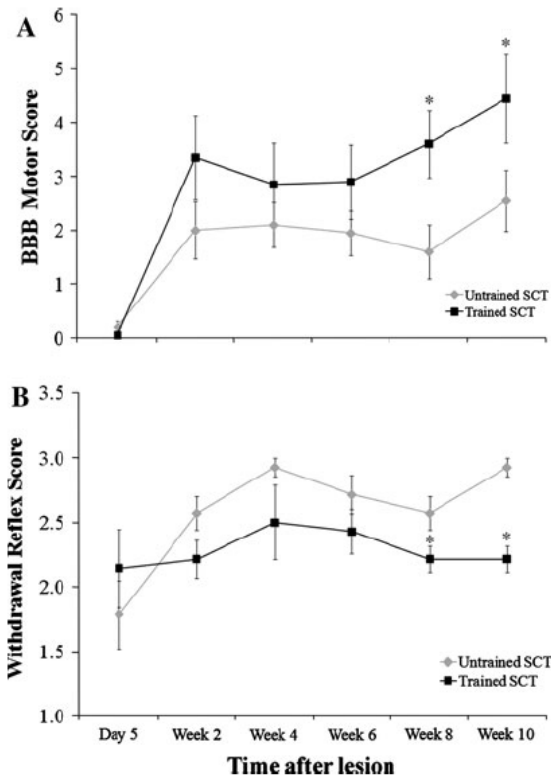 A
6
5
4
3
2
1
0
BBB Motor Score
*
*
Untrained SCT
Trained SCT
B
3.5
3.0
2.5
2.0
1.5
1.0
Withdrawal Reflex Score
*
*
Untrained SCT
Trained SCT
Day 5 Week 2 Week 4 Week 6 Week 8 Week 10
Time after lesion